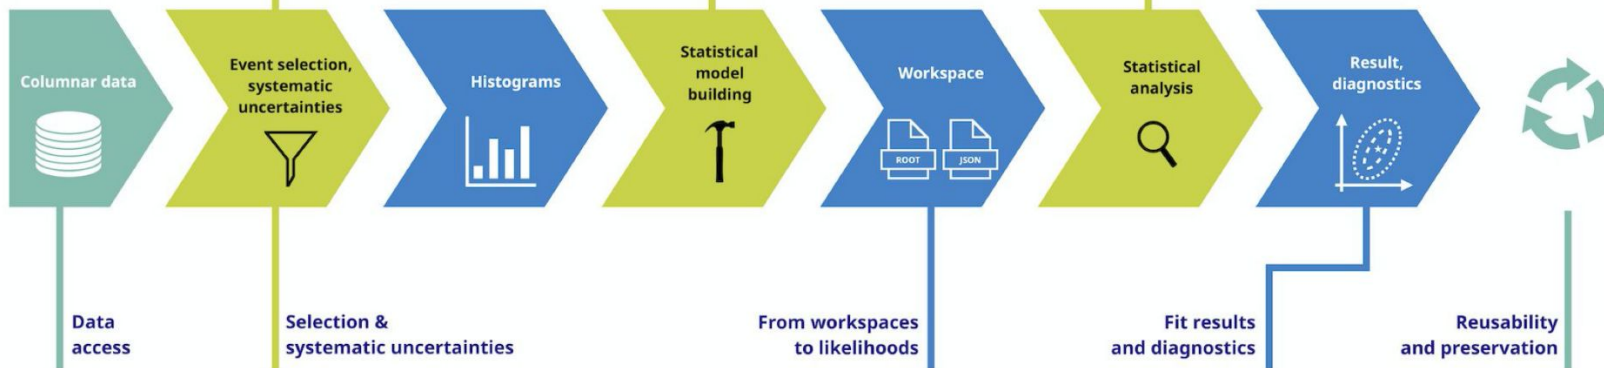 Columnar data
Event selection,
systematic
uncertainties
Histograms
Statistical
model
building
Workspace
ROOT
JSON
Statistical
analysis
Result,
diagnostics
Data
access
Selection &
systematic uncertainties
From workspaces
to likelihoods
Fit results
and diagnostics
Reusability
and preservation